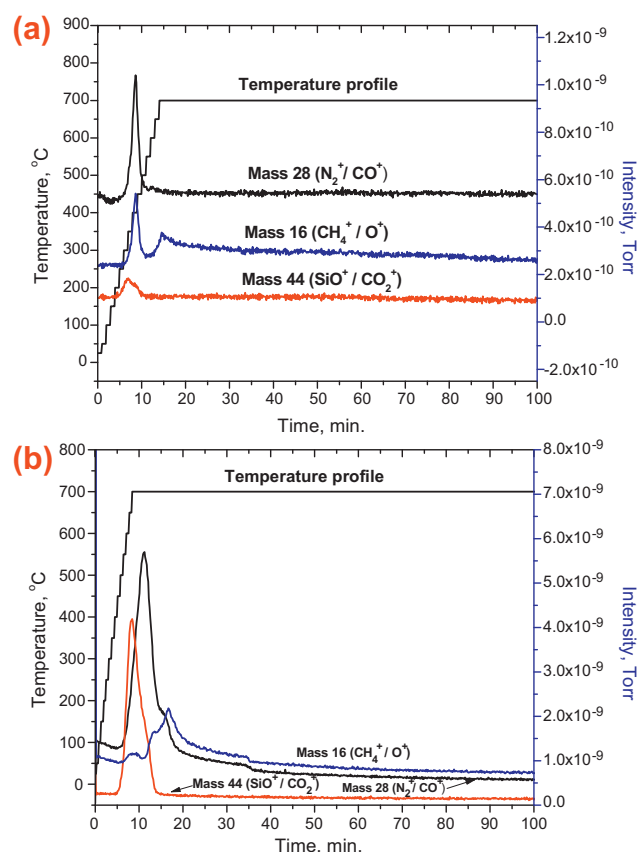 (a)
900
800
700
600
500
400
300
200
100
0
Temperature, °C
1.2x10⁻⁹
1.0x10⁻⁹
8.0x10⁻¹⁰
6.0x10⁻¹⁰
4.0x10⁻¹⁰
2.0x10⁻¹⁰
0.0
-2.0x10⁻¹⁰
Intensity, Torr
Temperature profile
Mass 28 (N₂⁺/ CO⁺)
Mass 16 (CH₄⁺ / O⁺)
Mass 44 (SiO⁺ / CO₂⁺)
0 10 20 30 40 50 60 70 80 90 100
Time, min.
(b)
800
700
600
500
400
300
200
100
0
Temperature, °C
8.0x10⁻⁹
7.0x10⁻⁹
6.0x10⁻⁹
5.0x10⁻⁹
4.0x10⁻⁹
3.0x10⁻⁹
2.0x10⁻⁹
1.0x10⁻⁹
0.0
Intensity, Torr
Temperature profile
Mass 16 (CH₄⁺/ O⁺)
Mass 44 (SiO⁺ / CO₂⁺)
Mass 28 (N₂⁺/ CO⁺)
0 10 20 30 40 50 60 70 80 90 100
Time, min.